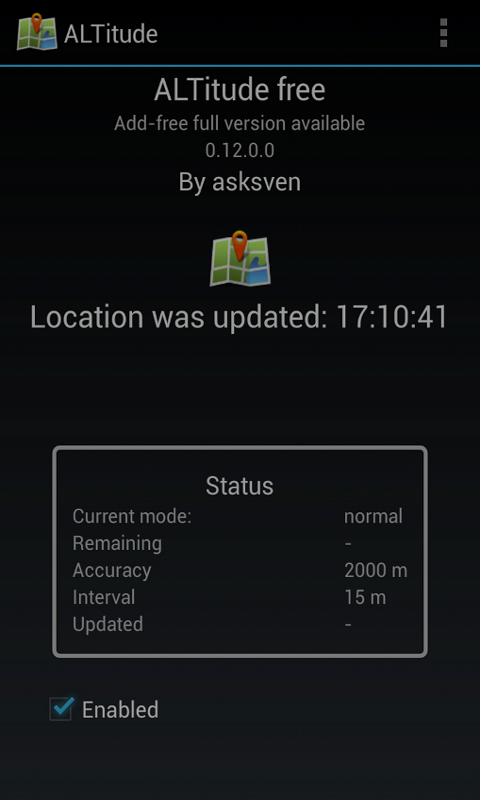 ALTitude
ALTitude free
Add-free full version available
0.12.0.0
By asksven
Location was updated: 17:10:41
Status
Current mode: normal
Remaining -
Accuracy 2000 m
Interval 15 m
Updated -
Enabled